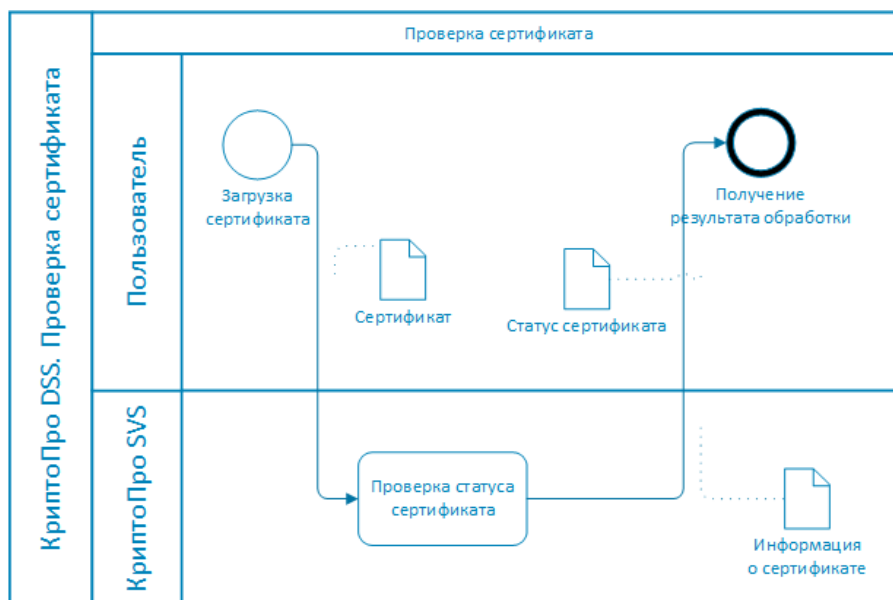 Проверка сертификата
КриптоПро DSS. Проверка сертификата
Пользователь
Загрузка
сертификата
Получение
результата обработки
Сертификат
Статус сертификата
КриптоПро SVS
Проверка статуса
сертификата
Информация
о сертификате